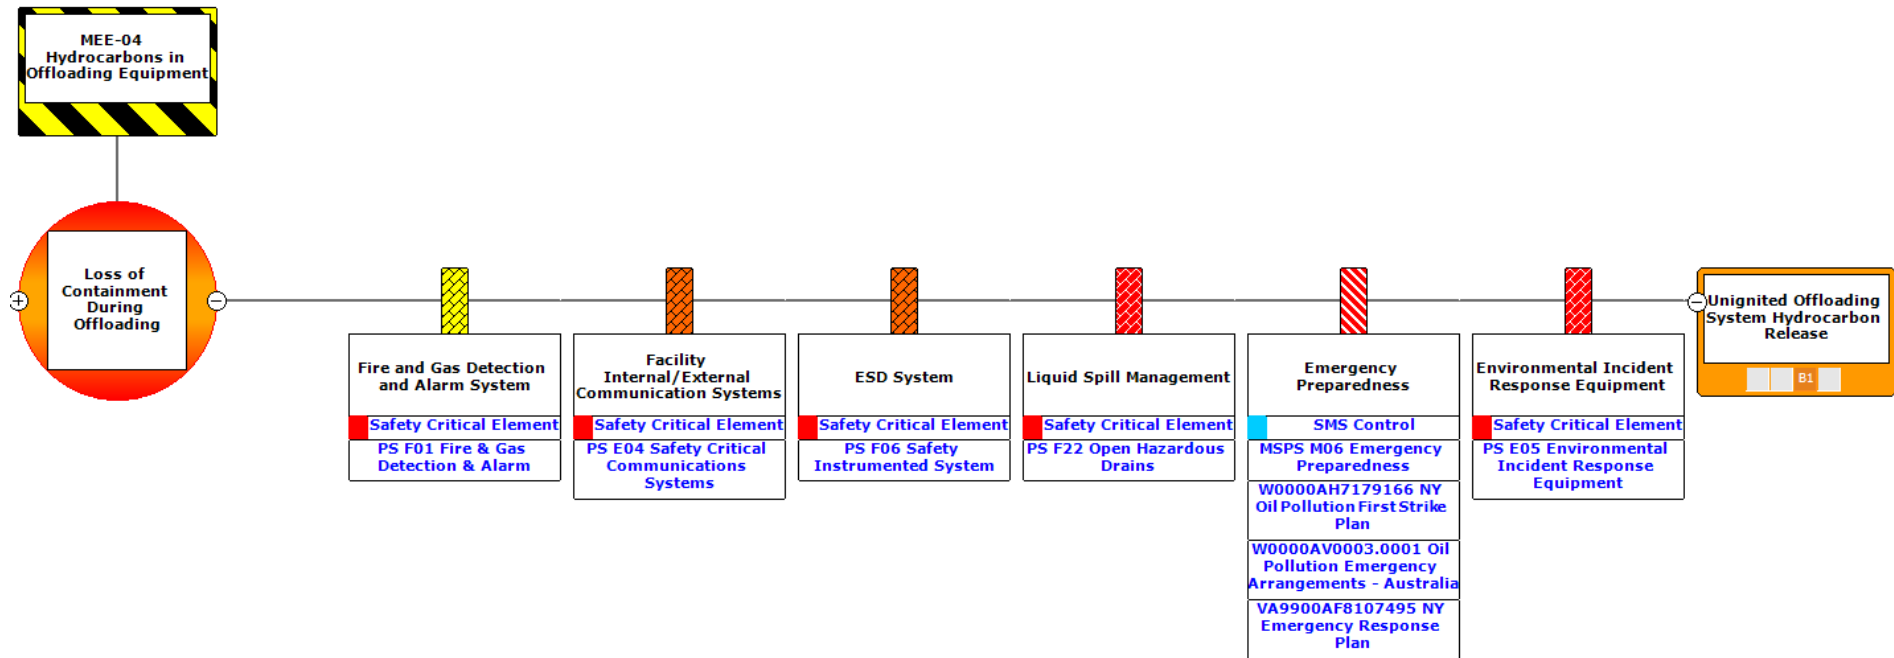 MEE-04
Hydrocarbons in
Offloading Equipment
Loss of
Containment
During
Offloading
+
−
Fire and Gas Detection
and Alarm System
Safety Critical Element
PS F01 Fire & Gas
Detection & Alarm
Facility
Internal/External
Communication Systems
Safety Critical Element
PS E04 Safety Critical
Communications
Systems
ESD System
Safety Critical Element
PS F06 Safety
Instrumented System
Liquid Spill Management
Safety Critical Element
PS F22 Open Hazardous
Drains
Emergency
Preparedness
SMS Control
MSPS M06 Emergency
Preparedness
W0000AH7179166 NY
Oil Pollution First Strike
Plan
W0000AV0003.0001 Oil
Pollution Emergency
Arrangements - Australia
VA9900AF8107495 NY
Emergency Response
Plan
Environmental Incident
Response Equipment
Safety Critical Element
PS E05 Environmental
Incident Response
Equipment
−
Unignited Offloading
System Hydrocarbon
Release
B1